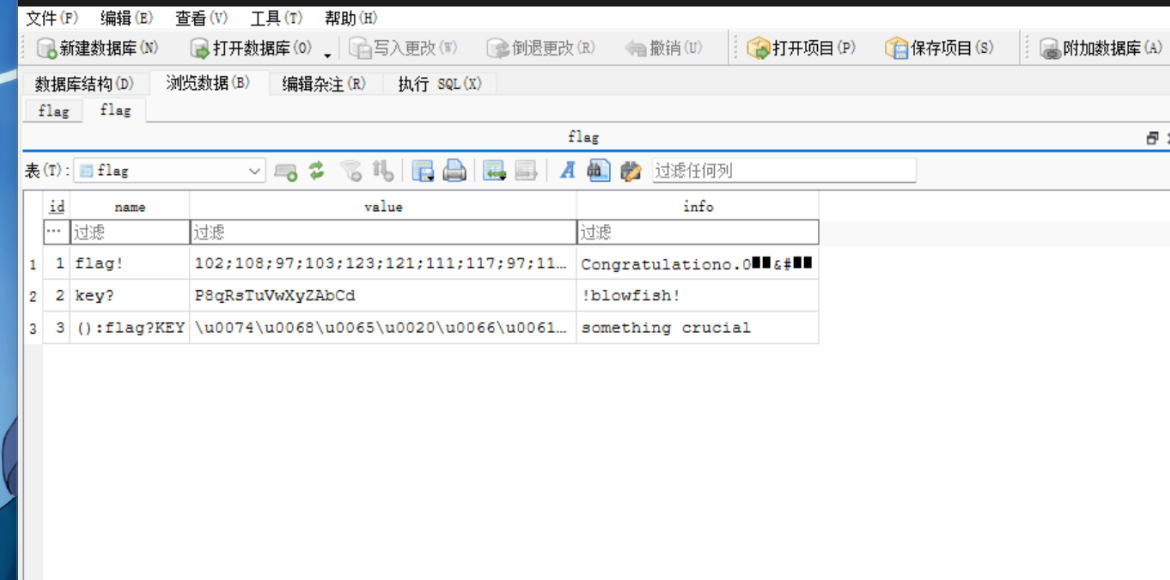 文件(F) 编辑(E) 查看(V) 工具(T) 帮助(H)
新建数据库(N) 打开数据库(O) 写入更改(W) 倒退更改(R) 撤消(U) 打开项目(P) 保存项目(S) 附加数据库(A)
数据库结构(D) 浏览数据(B) 编辑杂注(R) 执行 SQL(X)
flag flag
flag
表(T): flag 过滤任何列
id name value info
… 过滤 过滤 过滤
1 1 flag! 102;108;97;103;123;121;111;117;97;11… Congratulationo.0■■&#■■
2 2 key? P8qRsTuVwXyZAbCd !blowfish!
3 3 ():flag?KEY \u0074\u0068\u0065\u0020\u0066\u0061… something crucial